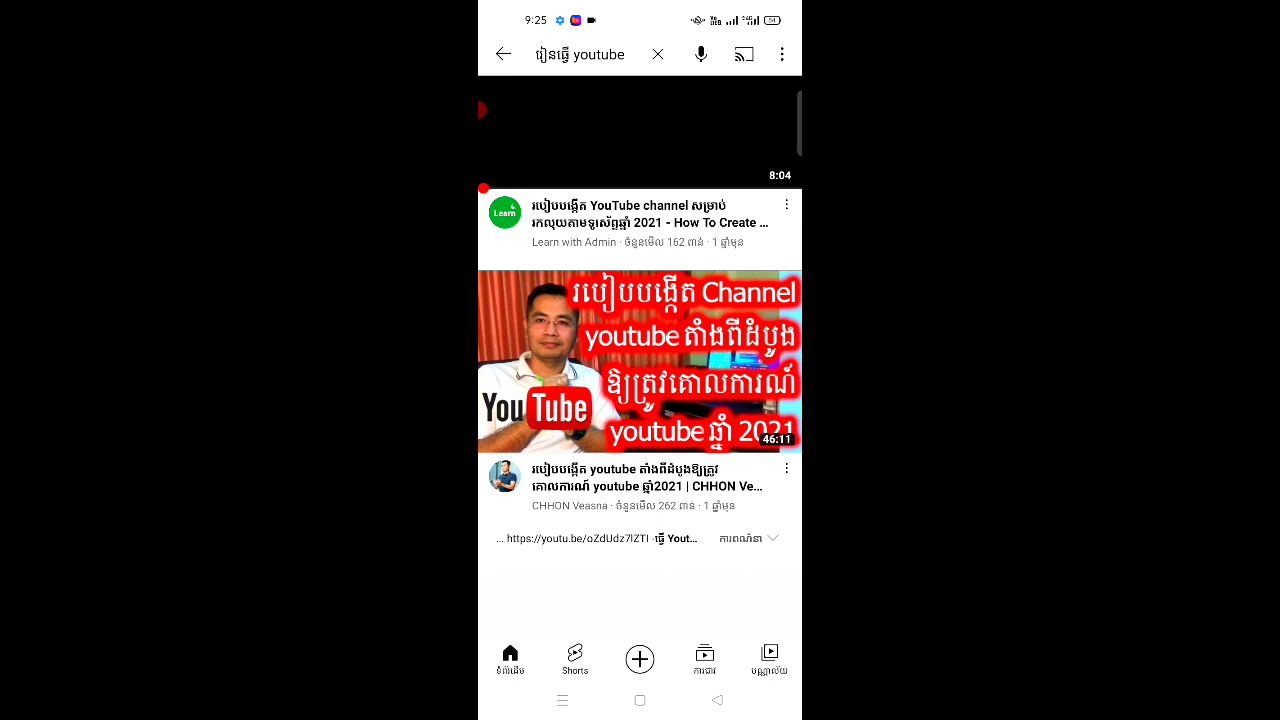 9:25
54
រៀនធ្វើ youtube
8:04
Learn
របៀបបង្កើត YouTube channel សម្រាប់
រកលុយតាមទូរស័ព្ទឆ្នាំ 2021 - How To Create ...
Learn with Admin · ចំនួនមើល 162 ពាន់ · 1 ឆ្នាំមុន
របៀបបង្កើត Channel
youtube តាំងពីដំបូង
ឱ្យត្រូវគោលការណ៍
youtube ឆ្នាំ 2021
YouTube
46:11
របៀបបង្កើត youtube តាំងពីដំបូងឱ្យត្រូវ
គោលការណ៍ youtube ឆ្នាំ2021 | CHHON Ve...
CHHON Veasna · ចំនួនមើល 262 ពាន់ · 1 ឆ្នាំមុន
... https://youtu.be/oZdUdz7lZTI -ធ្វើ Yout... ការពណ៌នា
ទំព័រដើម Shorts ការជាវ បណ្ណាល័យ